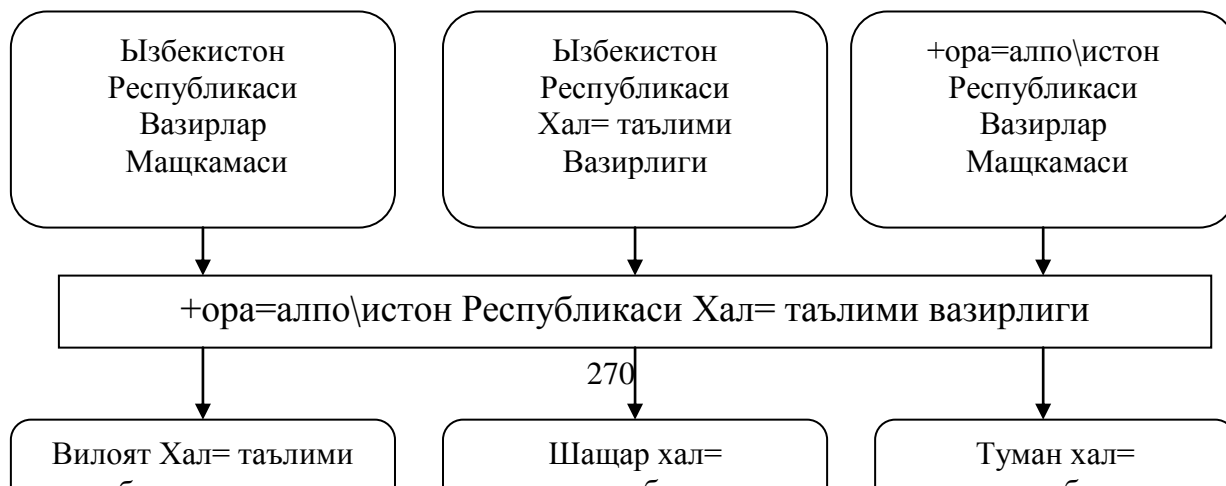 Ызбекистон
Республикаси
Вазирлар
Мащкамаси
Ызбекистон
Республикаси
Хал= таълими
Вазирлиги
+ора=алпо\истон
Республикаси
Вазирлар
Мащкамаси
+ора=алпо\истон Республикаси Хал= таълими вазирлиги
270
Вилоят Хал= таълими
Шащар хал=
Туман хал=